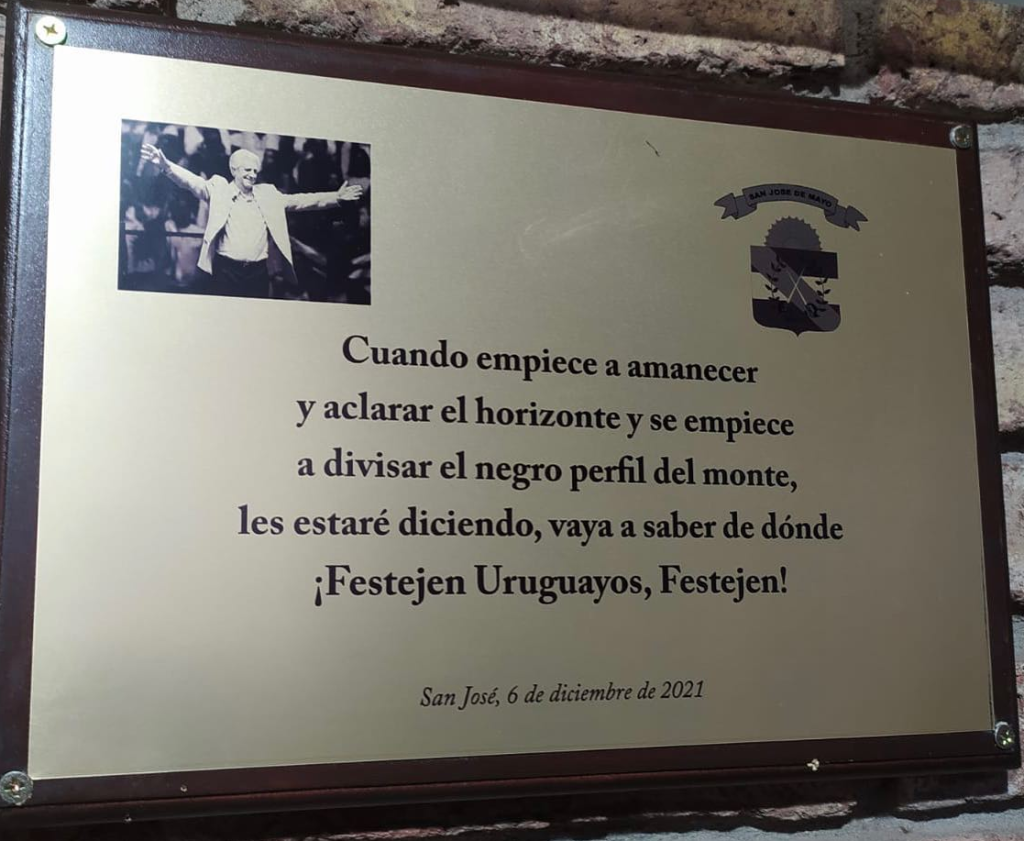 SAN JOSE DE MAYO
Cuando empiece a amanecer
y aclarar el horizonte y se empiece
a divisar el negro perfil del monte,
les estaré diciendo, vaya a saber de dónde
¡Festejen Uruguayos, Festejen!
San José, 6 de diciembre de 2021